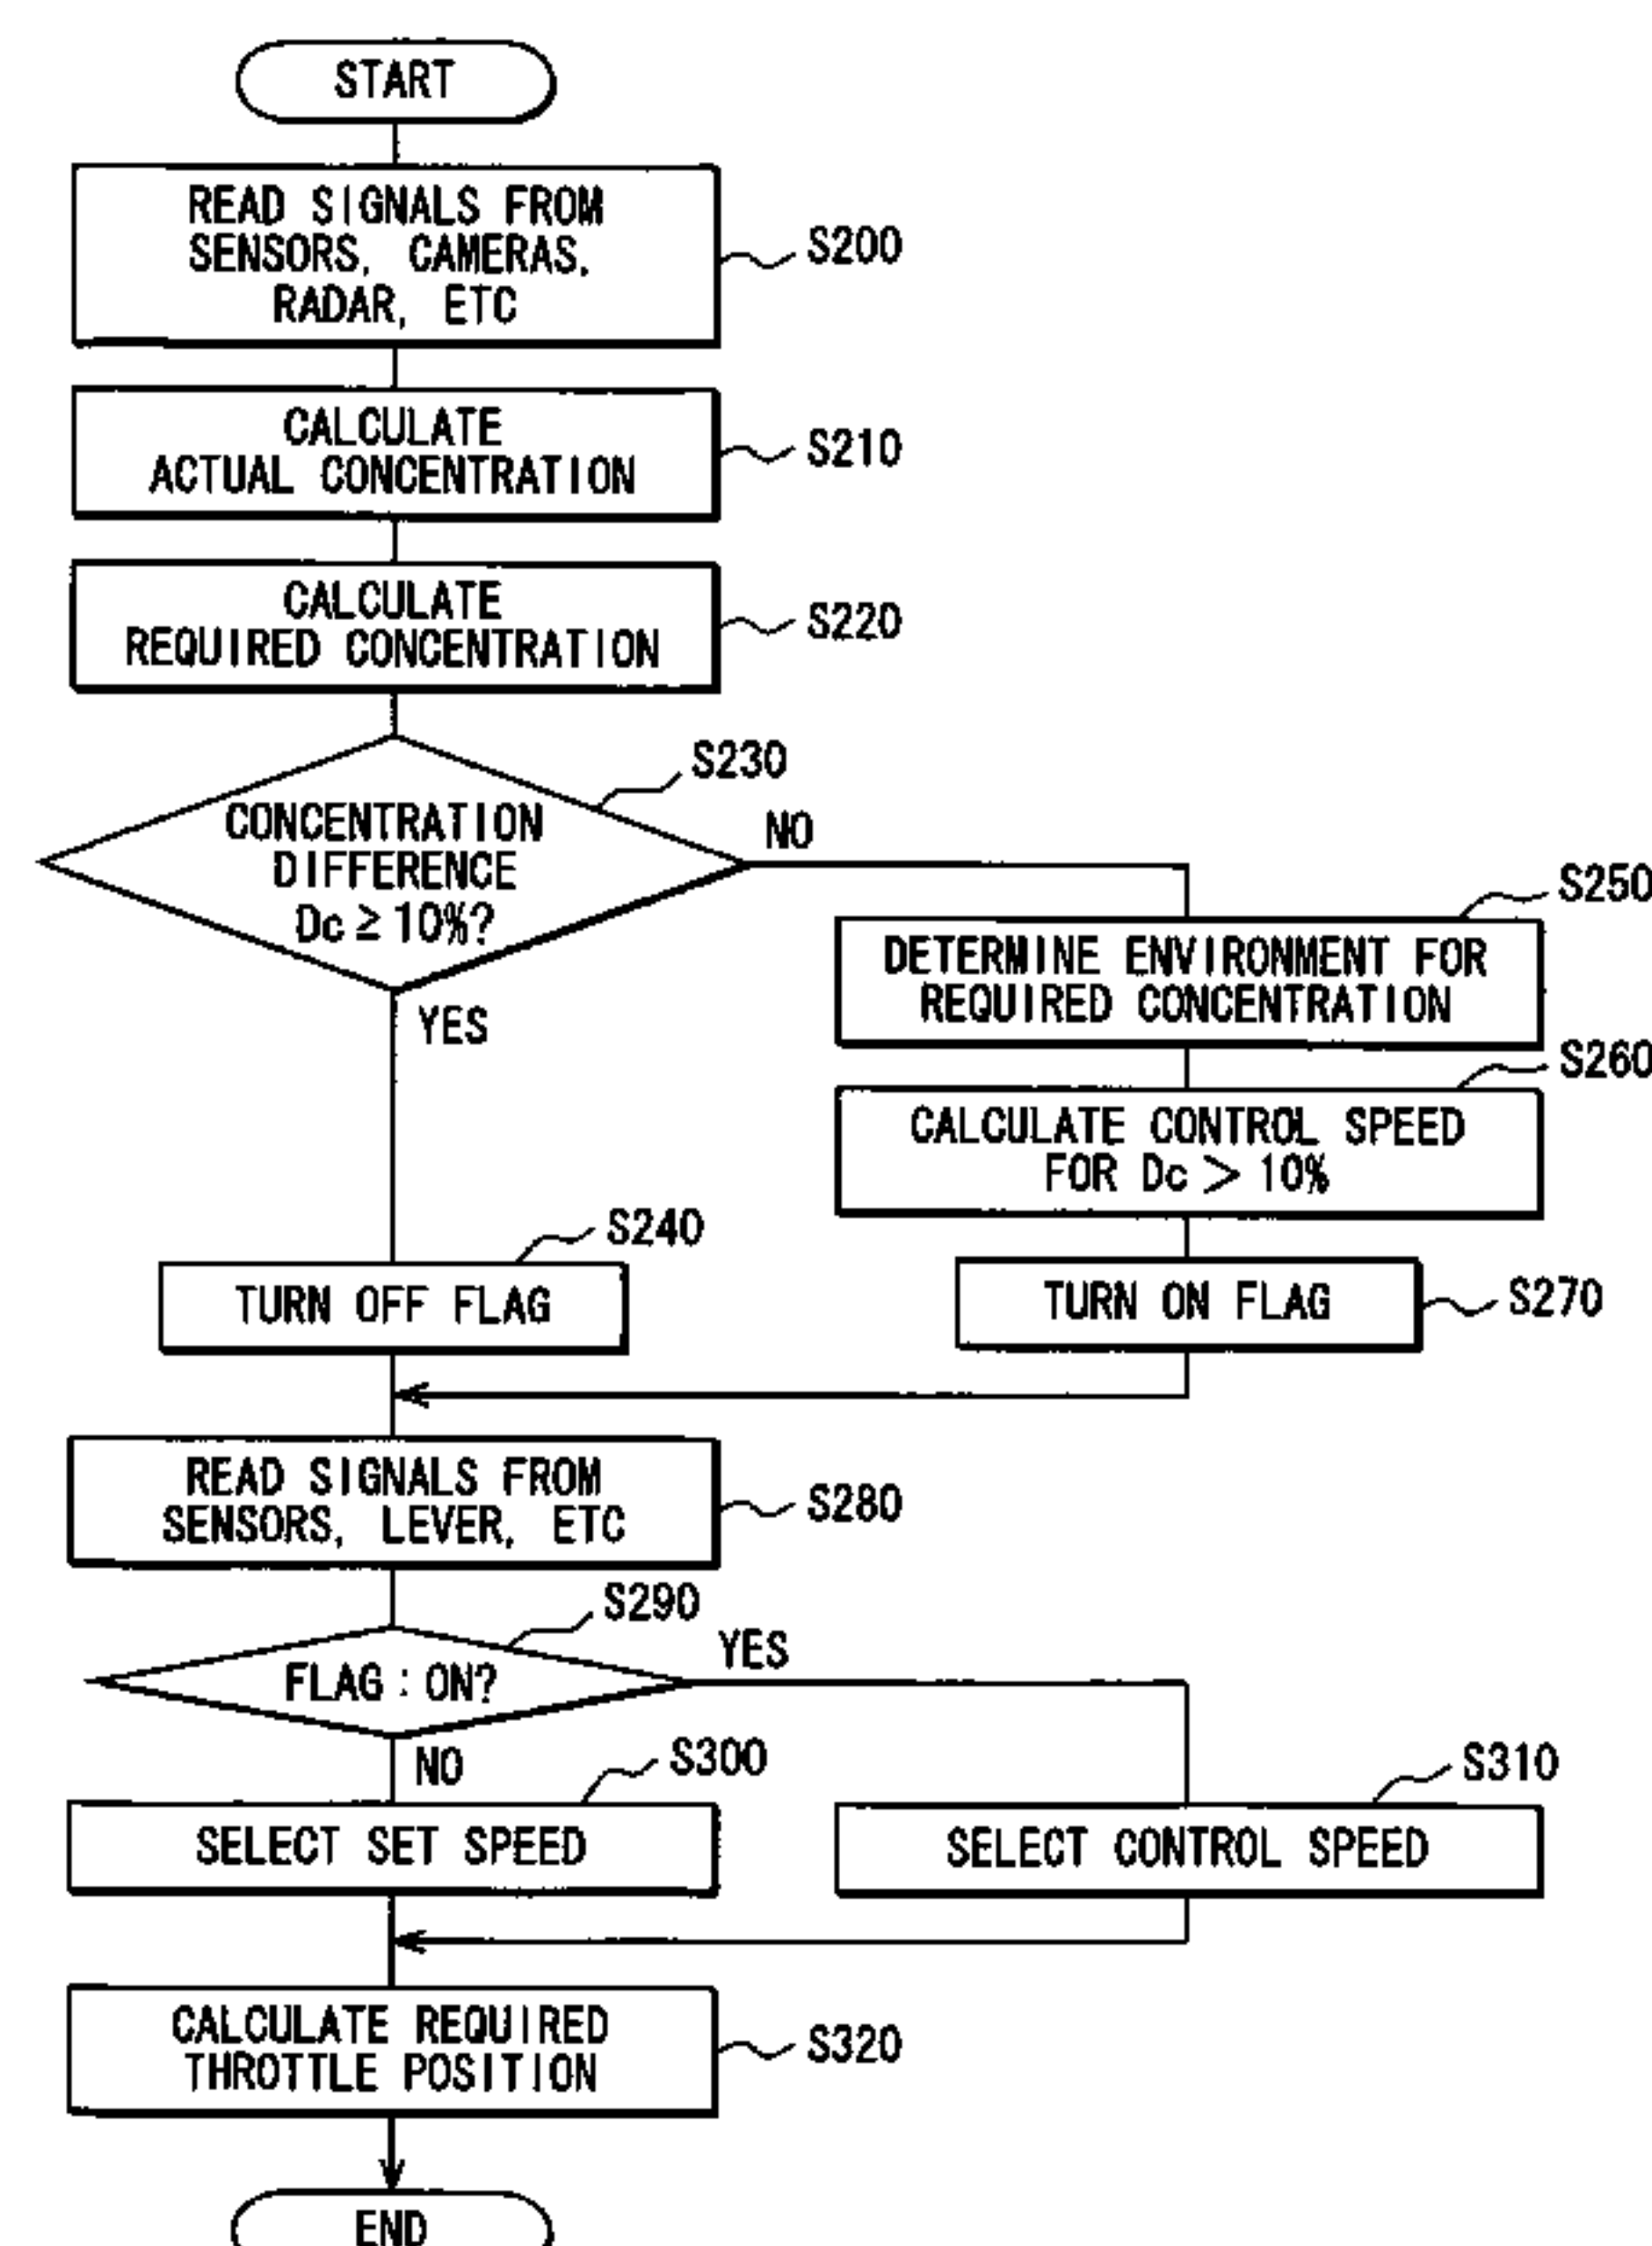 START
READ SIGNALS FROM
SENSORS, CAMERAS,
RADAR, ETC
S200
CALCULATE
ACTUAL CONCENTRATION
S210
CALCULATE
REQUIRED CONCENTRATION
S220
S230
CONCENTRATION
DIFFERENCE
Dc ≥ 10%?
NO
YES
S250
DETERMINE ENVIRONMENT FOR
REQUIRED CONCENTRATION
S260
CALCULATE CONTROL SPEED
FOR Dc > 10%
S240
TURN OFF FLAG
TURN ON FLAG
S270
READ SIGNALS FROM
SENSORS, LEVER, ETC
S280
S290
FLAG : ON?
YES
NO
S300
SELECT SET SPEED
S310
SELECT CONTROL SPEED
CALCULATE REQUIRED
THROTTLE POSITION
S320
END